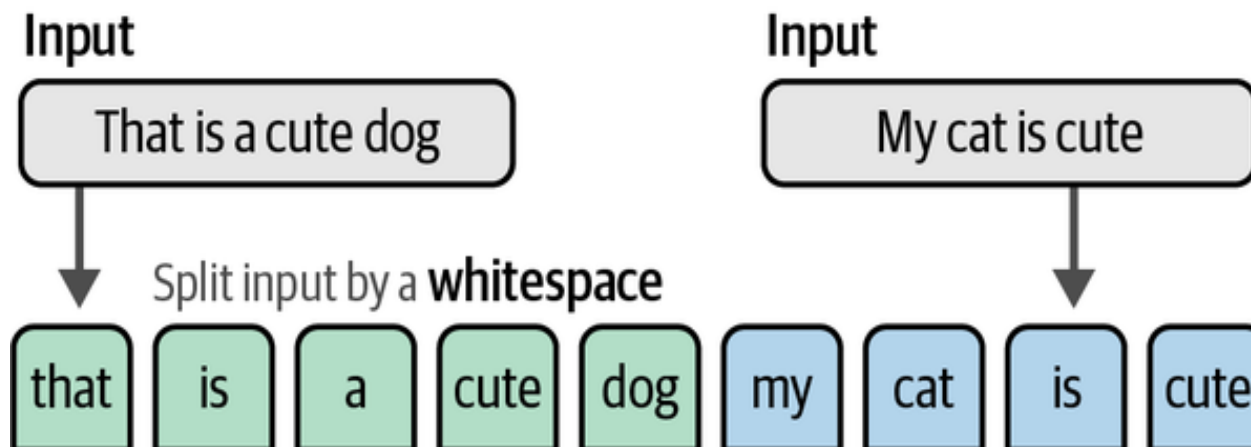 Input Input
That is a cute dog My cat is cute
Split input by a whitespace
that is a cute dog my cat is cute